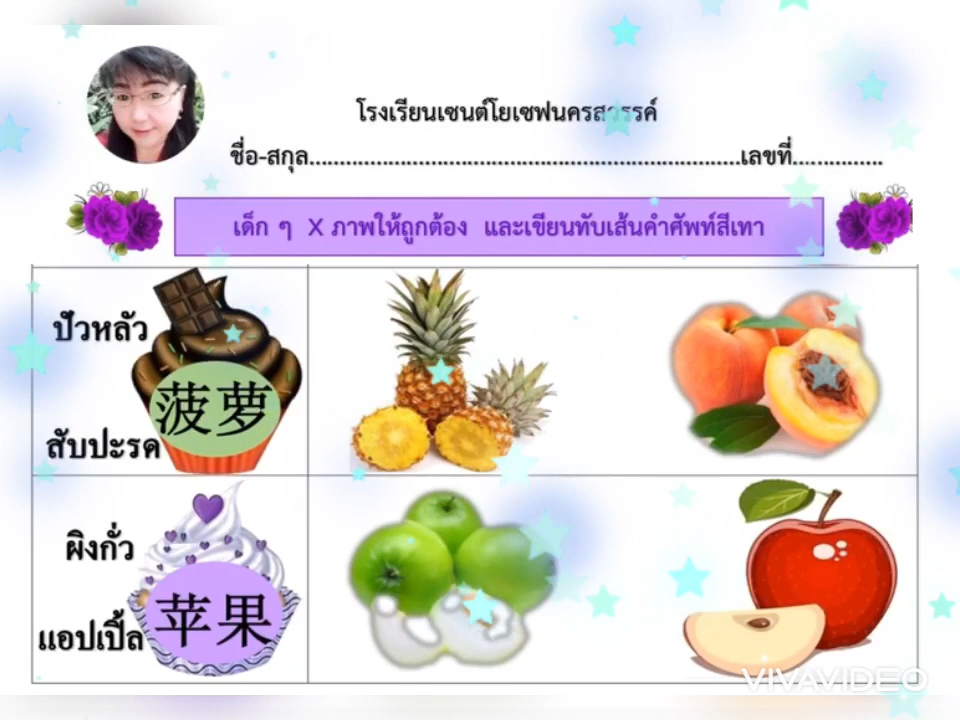 โรงเรียนเซนต์โยเซฟนครสวรรค์
ชื่อ-สกุล........................................................................เลขที่...............
เด็ก ๆ X ภาพให้ถูกต้อง และเขียนทับเส้นคำศัพท์สีเทา
ปัวหลัว
菠萝
สับปะรด
ผิงกั่ว
苹果
แอปเปิ้ล
VIVAVIDEO